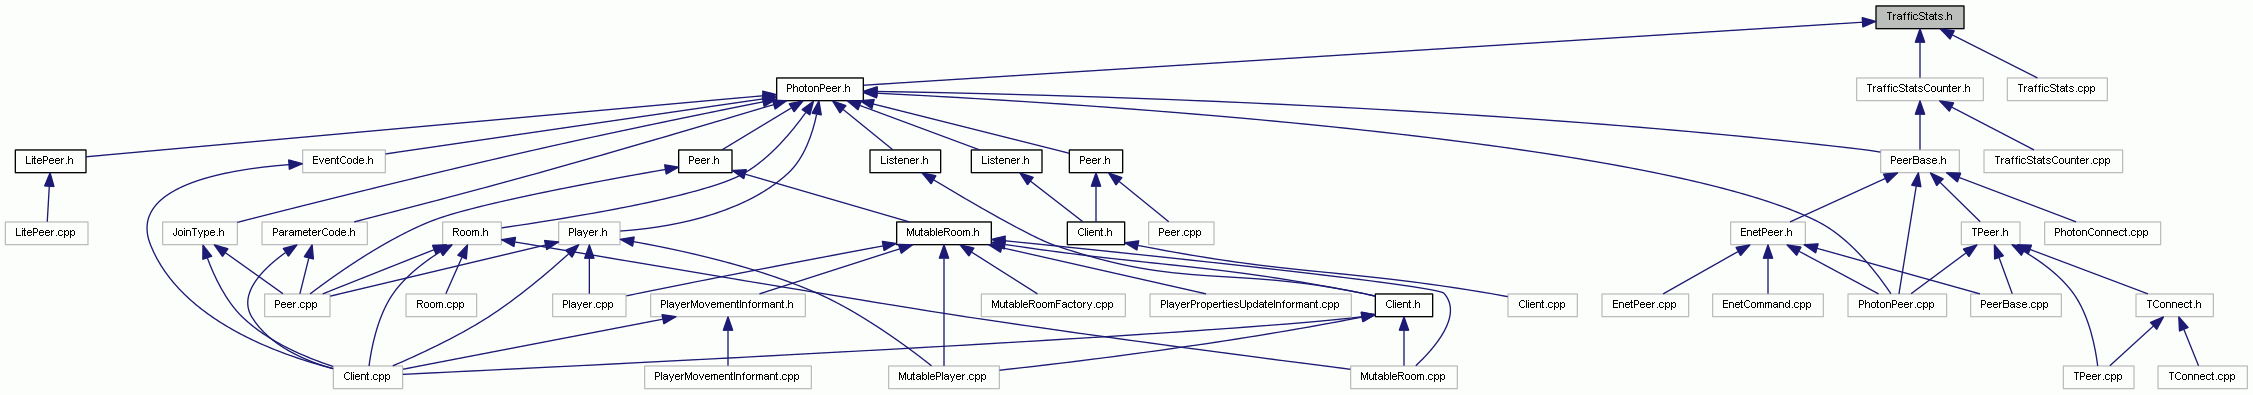 TrafficStats.h
PhotonPeer.h
TrafficStatsCounter.h
TrafficStats.cpp
LitePeer.h
EventCode.h
Peer.h
Listener.h
Listener.h
Peer.h
PeerBase.h
TrafficStatsCounter.cpp
LitePeer.cpp
JoinType.h
ParameterCode.h
Room.h
Player.h
MutableRoom.h
Client.h
Peer.cpp
EnetPeer.h
TPeer.h
PhotonConnect.cpp
Peer.cpp
Room.cpp
Player.cpp
PlayerMovementInformant.h
MutableRoomFactory.cpp
PlayerPropertiesUpdateInformant.cpp
Client.h
Client.cpp
EnetPeer.cpp
EnetCommand.cpp
PhotonPeer.cpp
PeerBase.cpp
TConnect.h
Client.cpp
PlayerMovementInformant.cpp
MutablePlayer.cpp
MutableRoom.cpp
TPeer.cpp
TConnect.cpp